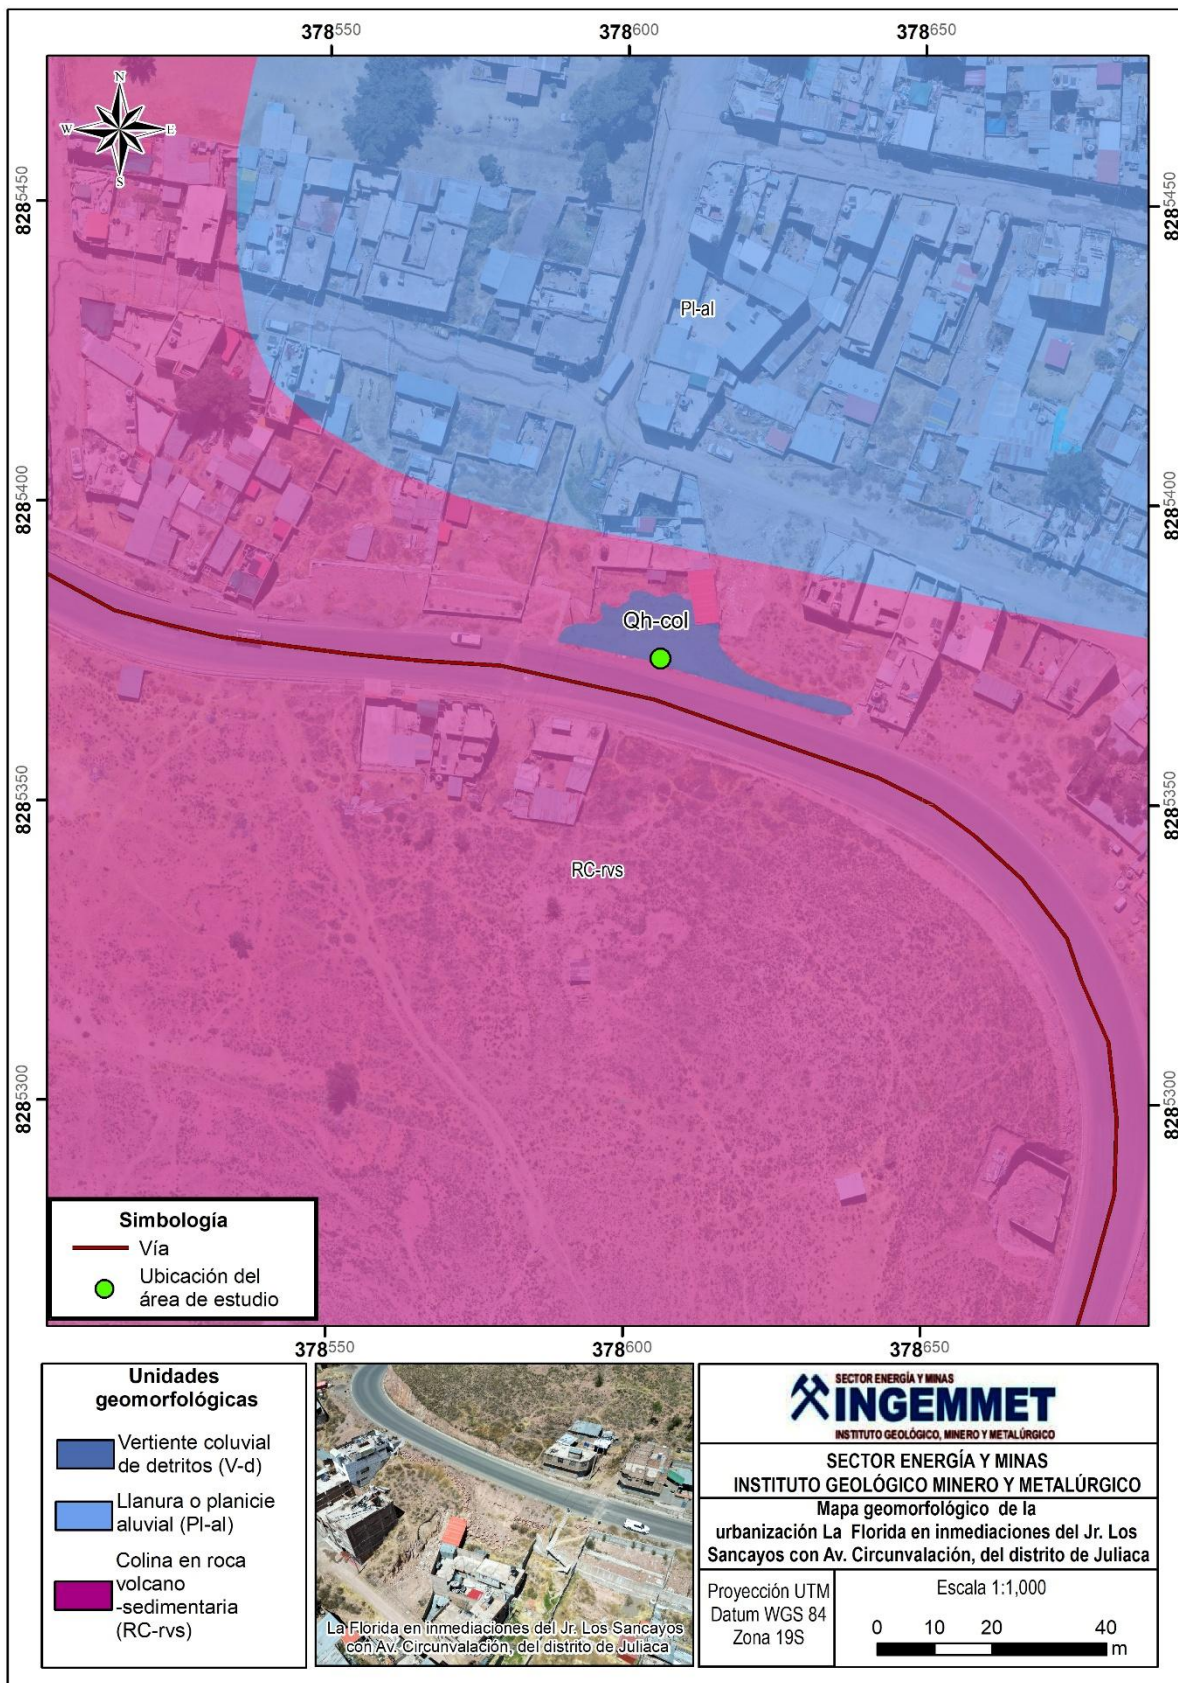 378550
378600
378650
N
W
E
S
8285450
8285450
Pl-al
8285400
8285400
Qh-col
8285350
8285350
RC-rvs
8285300
8285300
Simbología
Vía
Ubicación del
área de estudio
378550
378600
378650
Unidades
geomorfológicas
Vertiente coluvial
de detritos (V-d)
Llanura o planicie
aluvial (Pl-al)
Colina en roca
volcano
-sedimentaria
(RC-rvs)
La Florida en inmediaciones del Jr. Los Sancayos
con Av. Circunvalación, del distrito de Juliaca
SECTOR ENERGÍA Y MINAS
INGEMMET
INSTITUTO GEOLÓGICO, MINERO Y METALÚRGICO
SECTOR ENERGÍA Y MINAS
INSTITUTO GEOLÓGICO MINERO Y METALÚRGICO
Mapa geomorfológico de la
urbanización La Florida en inmediaciones del Jr. Los
Sancayos con Av. Circunvalación, del distrito de Juliaca
Proyección UTM
Datum WGS 84
Zona 19S
Escala 1:1,000
0 10 20 40
m